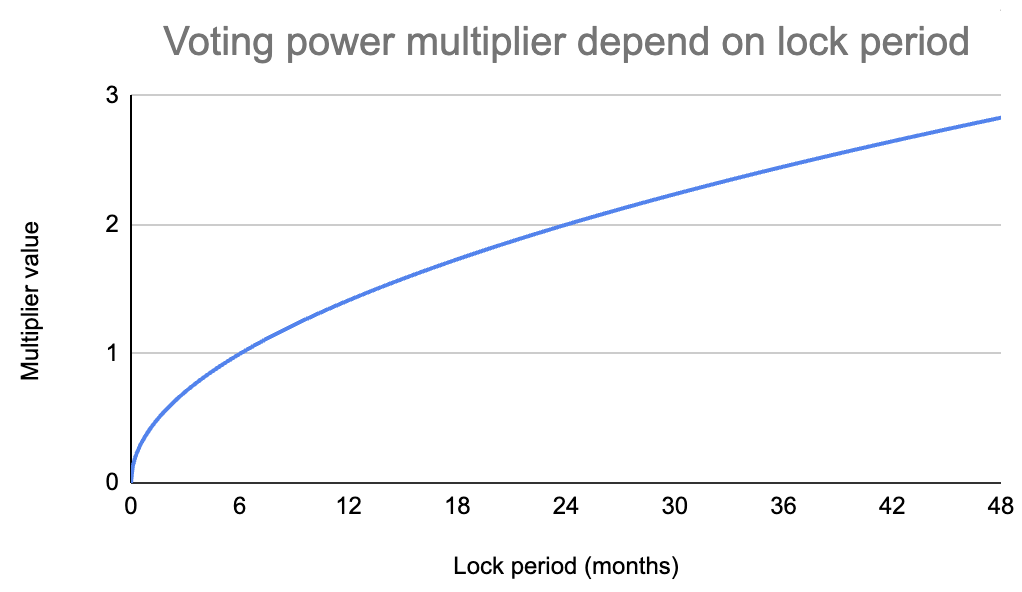 Voting power multiplier depend on lock period
Multiplier value
3
2
1
0
0 6 12 18 24 30 36 42 48
Lock period (months)